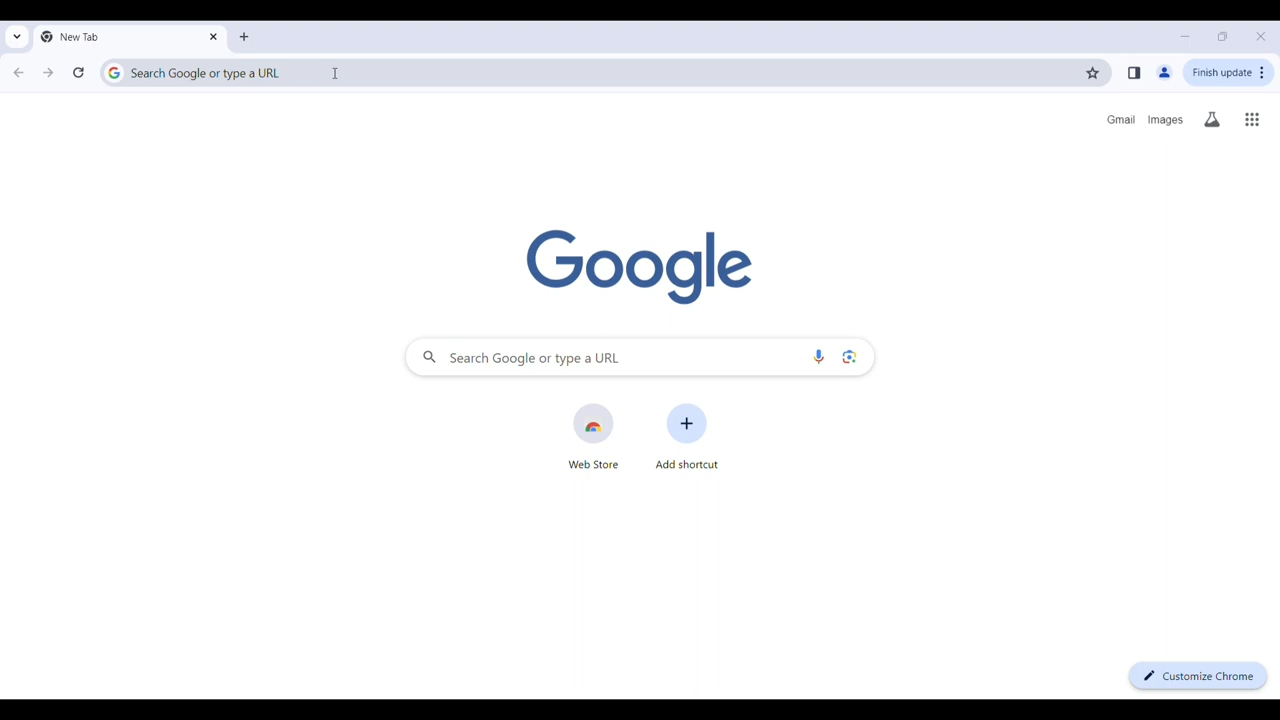 New Tab
Search Google or type a URL
Finish update
Gmail Images
Google
Search Google or type a URL
Web Store Add shortcut
Customize Chrome